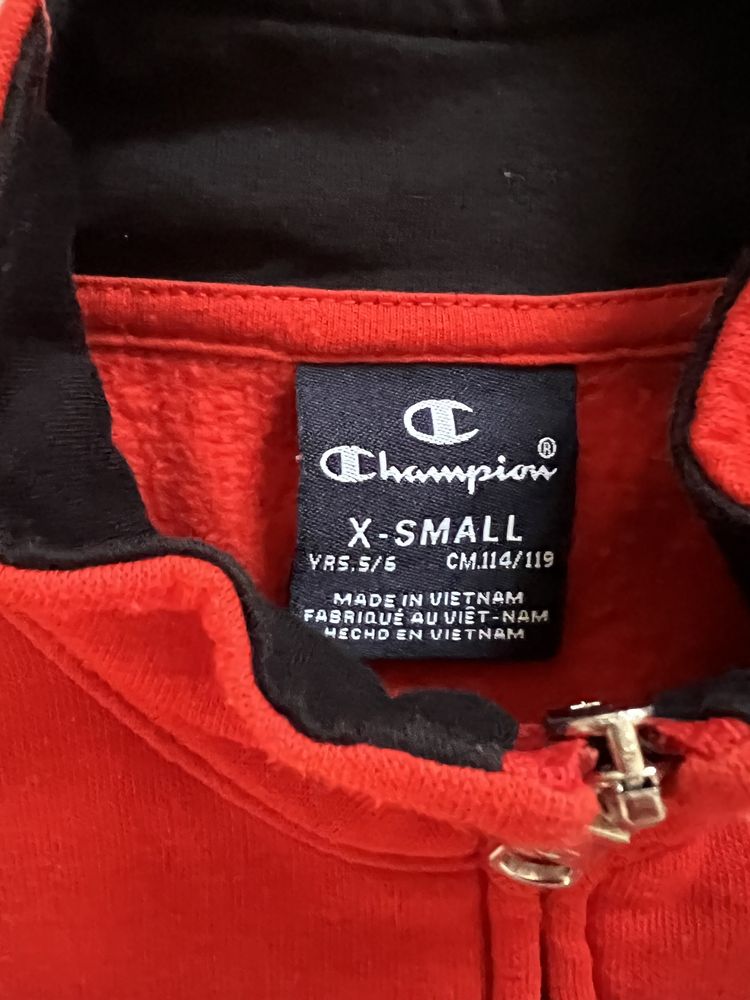 Champion®
X-SMALL
YRS.5/6 CM.114/119
MADE IN VIETNAM
FABRIQUÉ AU VIÊT-NAM
HECHO EN VIETNAM